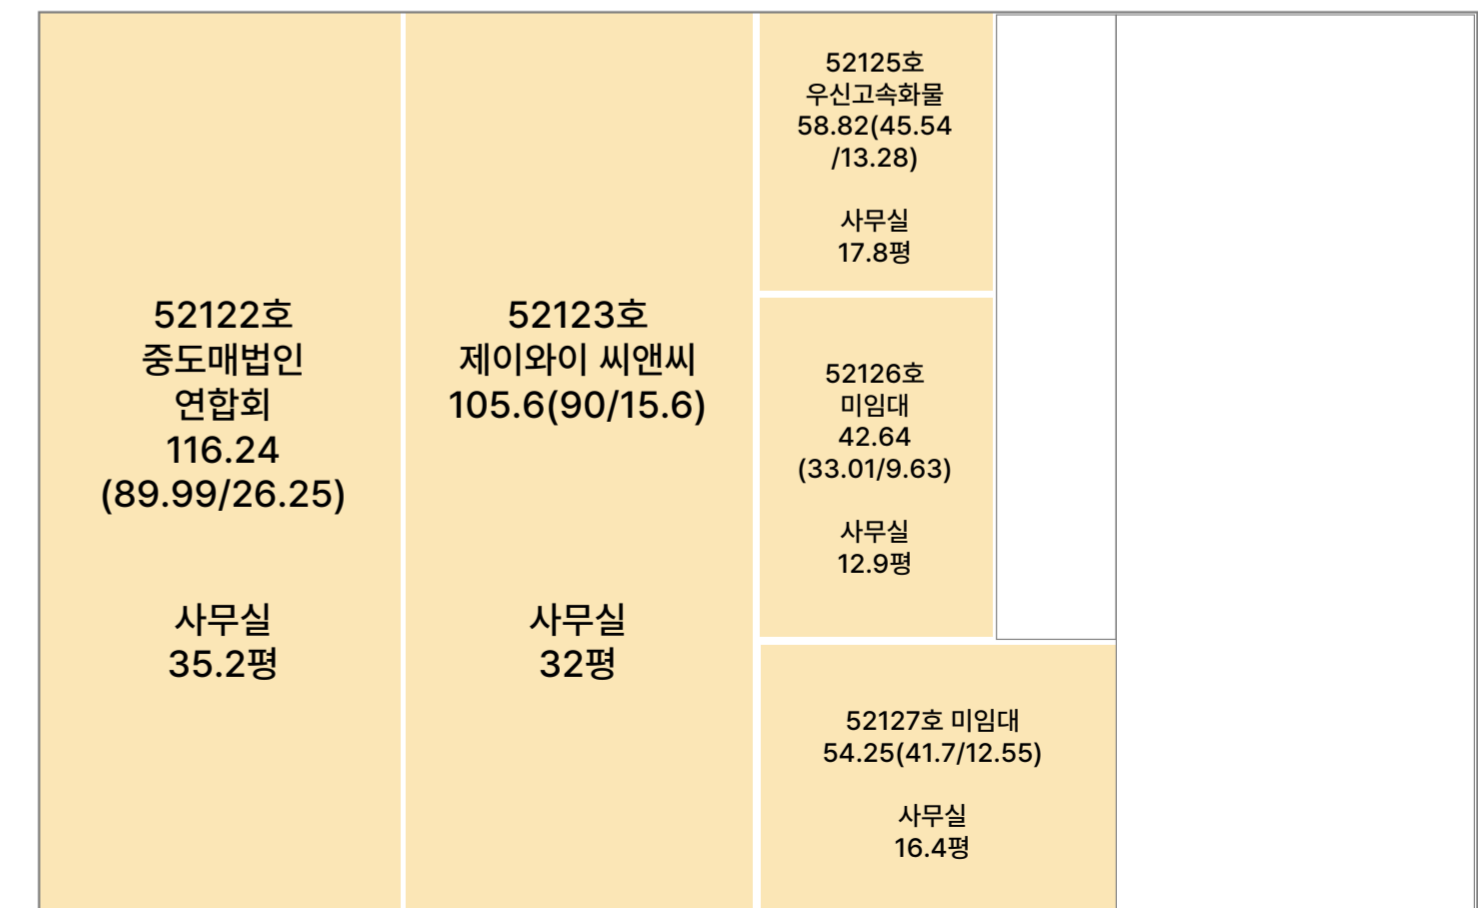 52122호
중도매법인
연합회
116.24
(89.99/26.25)
사무실
35.2평
52123호
제이와이 씨앤씨
105.6(90/15.6)
사무실
32평
52125호
우신고속화물
58.82(45.54
/13.28)
사무실
17.8평
52126호
미임대
42.64
(33.01/9.63)
사무실
12.9평
52127호 미임대
54.25(41.7/12.55)
사무실
16.4평